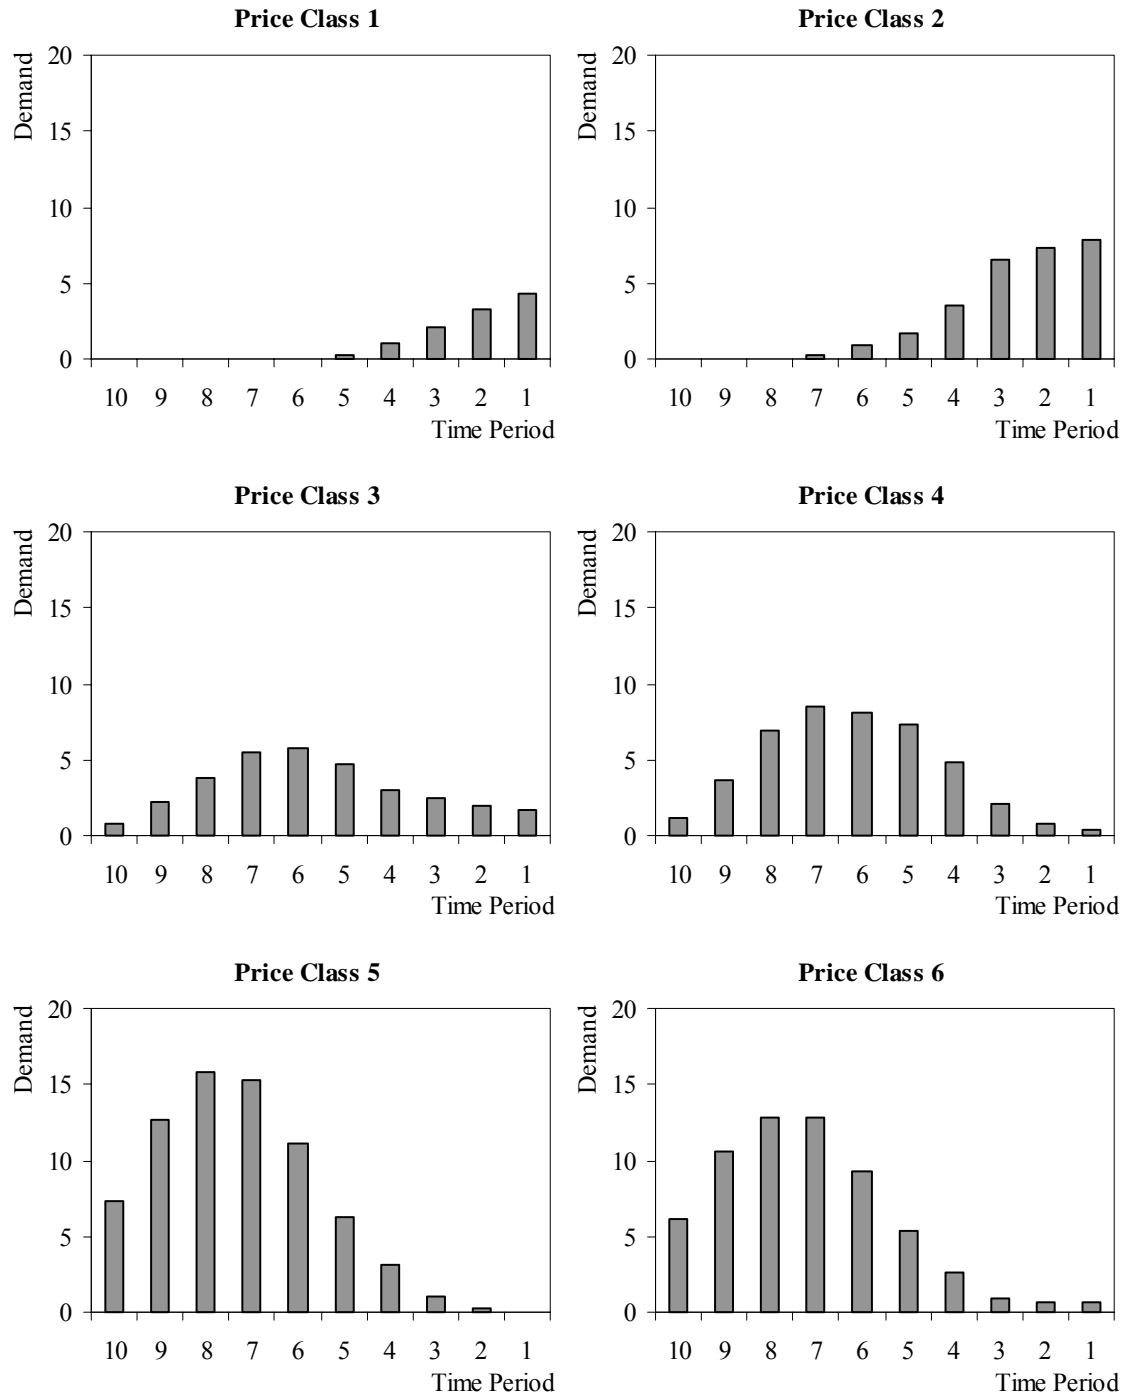 Price Class 1
Demand
20
15
10
5
0
10 9 8 7 6 5 4 3 2 1
Time Period
Price Class 2
Demand
20
15
10
5
0
10 9 8 7 6 5 4 3 2 1
Time Period
Price Class 3
Demand
20
15
10
5
0
10 9 8 7 6 5 4 3 2 1
Time Period
Price Class 4
Demand
20
15
10
5
0
10 9 8 7 6 5 4 3 2 1
Time Period
Price Class 5
Demand
20
15
10
5
0
10 9 8 7 6 5 4 3 2 1
Time Period
Price Class 6
Demand
20
15
10
5
0
10 9 8 7 6 5 4 3 2 1
Time Period